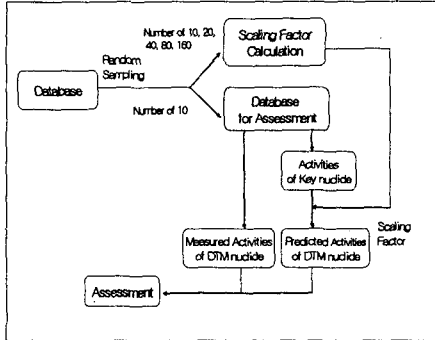 Number of 10, 20,
40, 80, 160
Scaling Factor
Calculation
Random
Sampling
Database
Number of 10
Database
for Assessment
Activities
of Key nuclide
Scaling
Factor
Measured Activities
of DTM nuclide
Predicted Activities
of DTM nuclide
Assessment